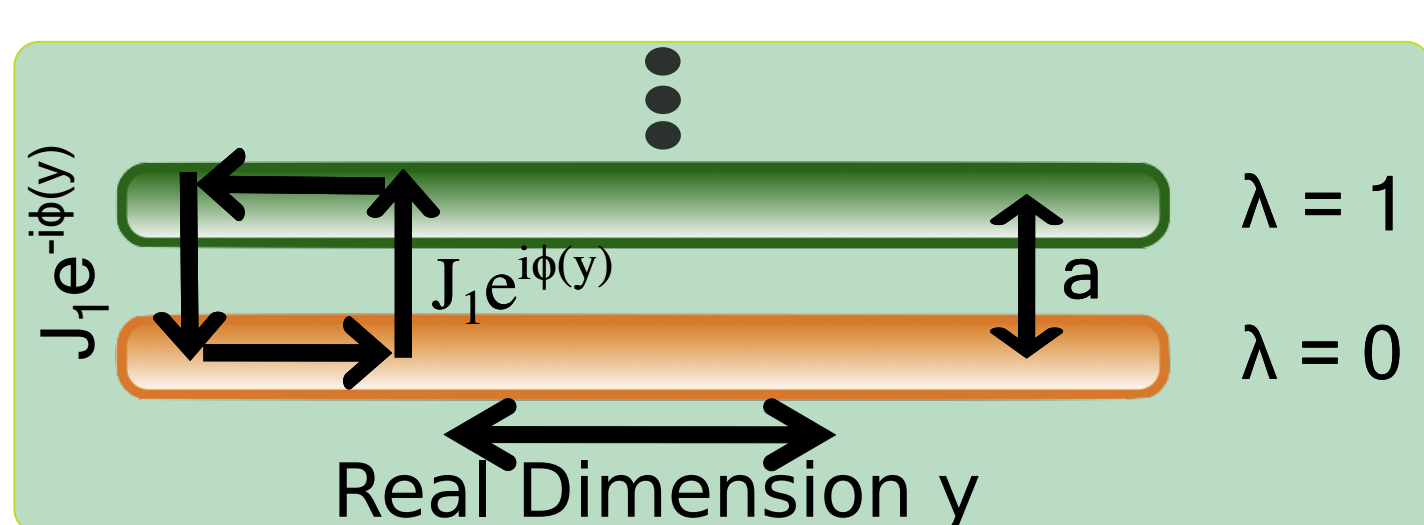 λ = 1
J₁e⁻ⁱᵠ⁽ʸ⁾
J₁eⁱᵠ⁽ʸ⁾
a
λ = 0
Real Dimension y